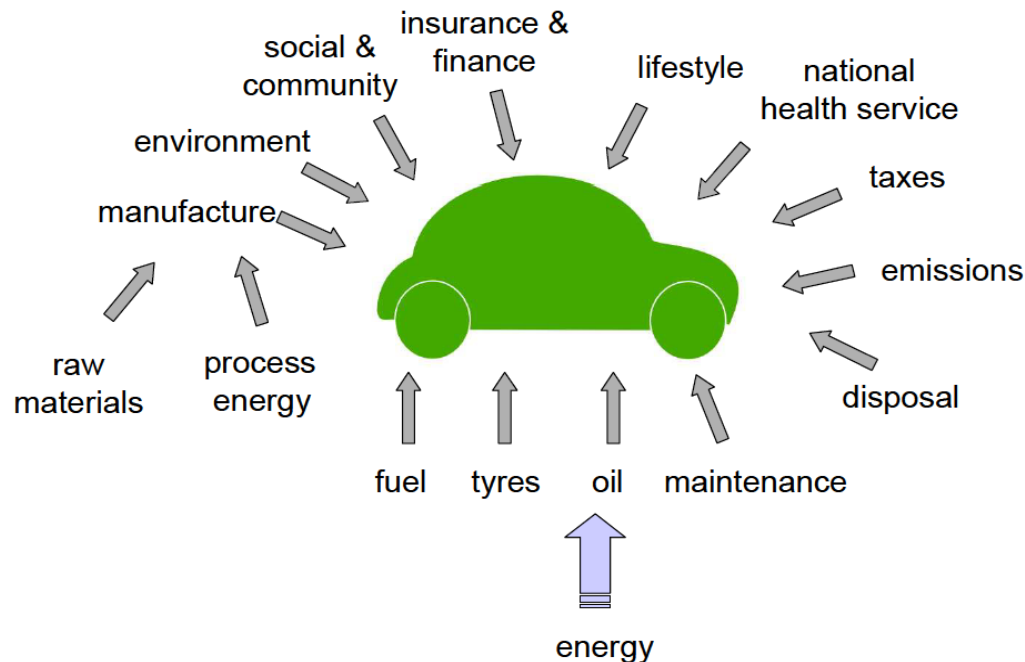 insurance &
finance
social &
community
lifestyle
national
health service
environment
taxes
manufacture
emissions
raw
materials
process
energy
disposal
fuel
tyres
oil
maintenance
energy